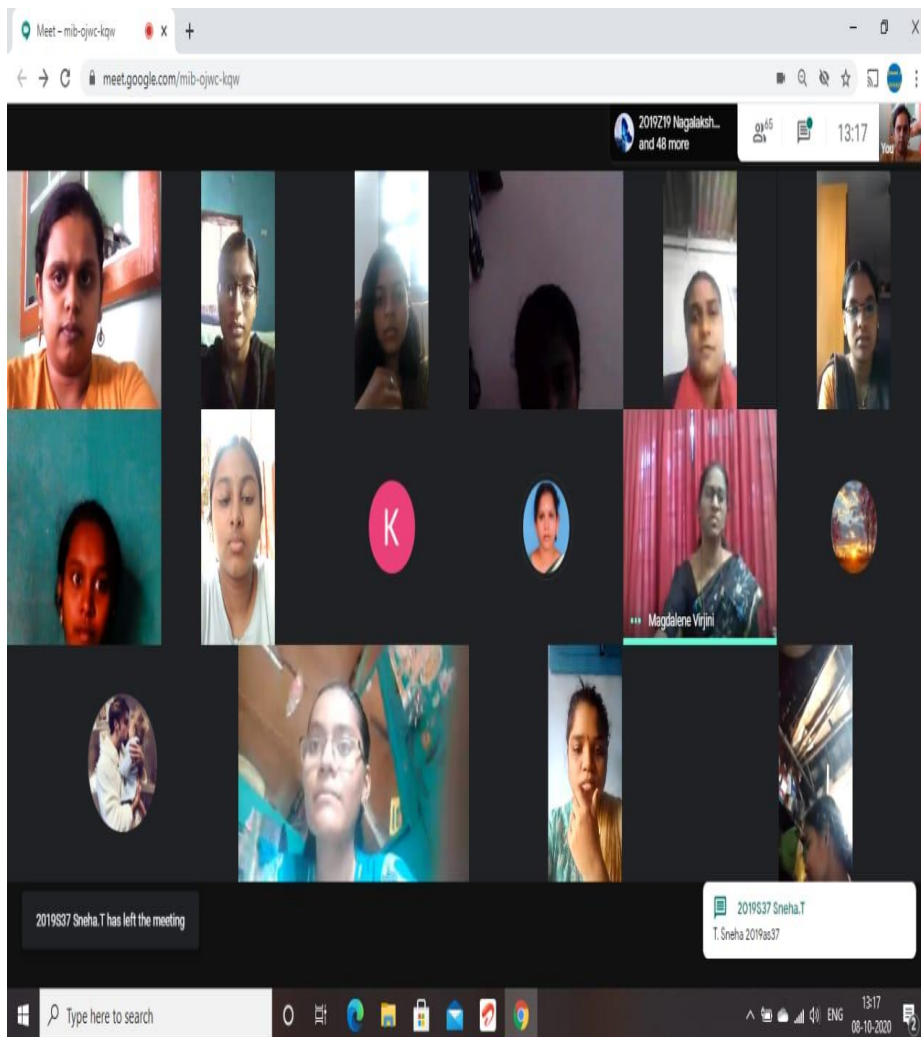 Meet – mib-ojwc-kqw
meet.google.com/mib-ojwc-kqw
2019Z19 Nagalaksh...
and 48 more
65
13:17
You
K
Magdalene Virjini
2019S37 Sneha.T has left the meeting
2019S37 Sneha.T
T. Sneha 2019as37
Type here to search
ENG
13:17
08-10-2020
2